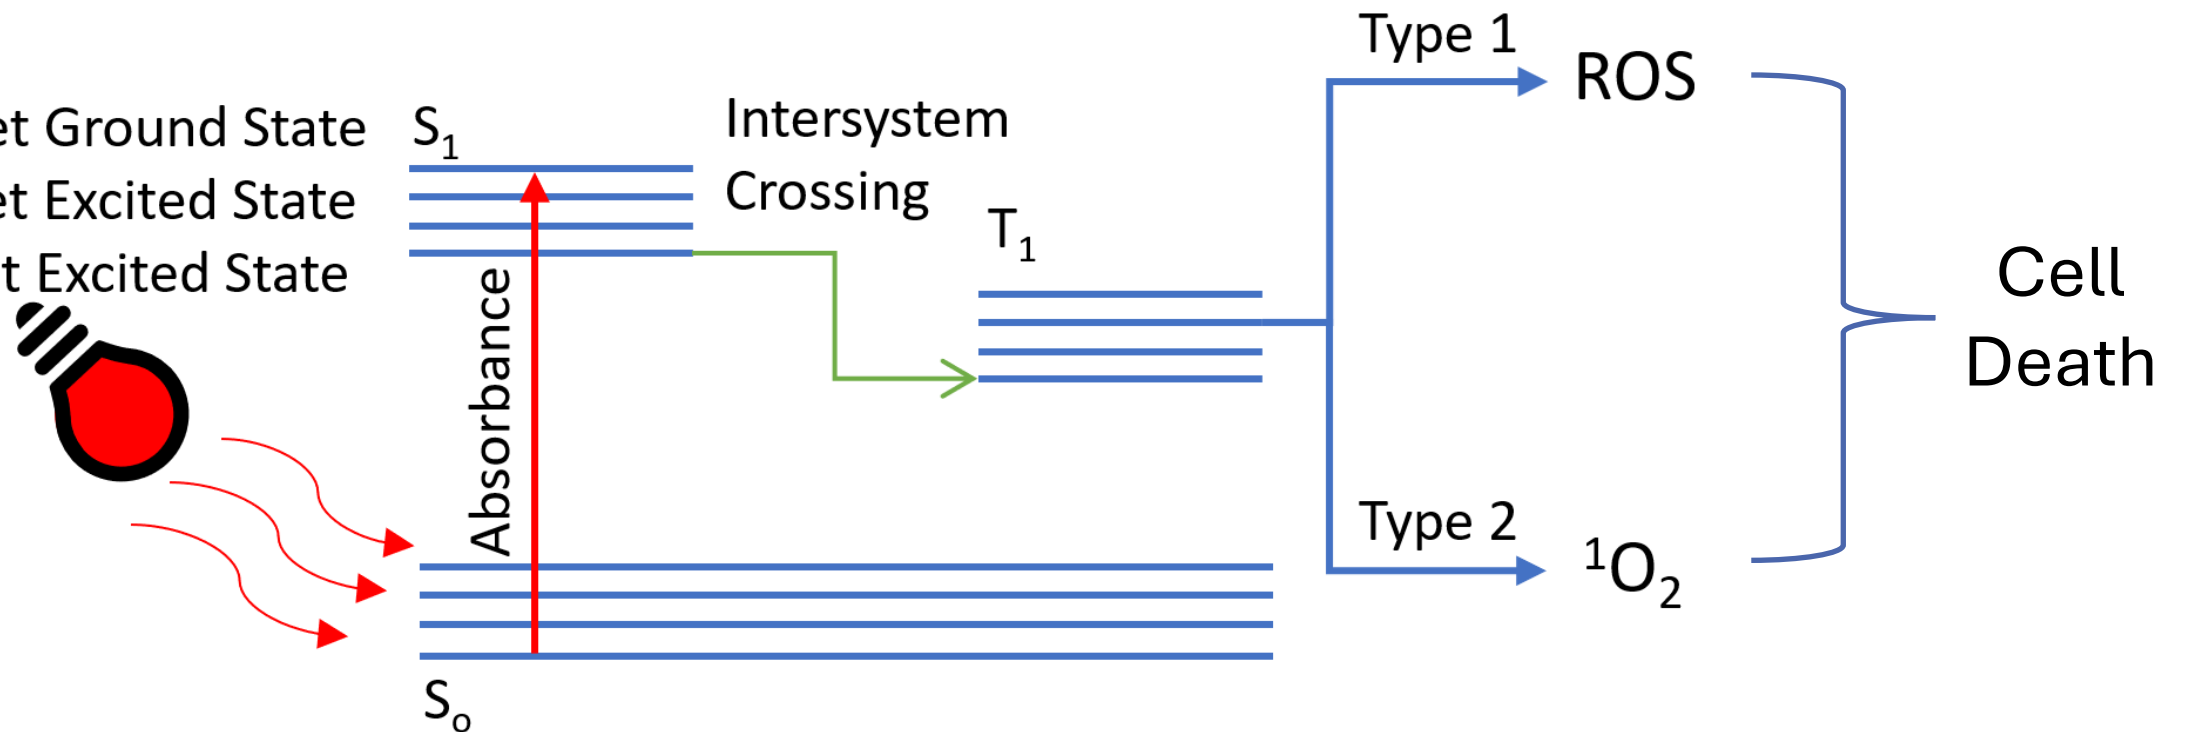 et Ground State
et Excited State
t Excited State
S₁
Intersystem
Crossing
Absorbance
T₁
Sₒ
Type 1
ROS
Type 2
¹O₂
Cell
Death